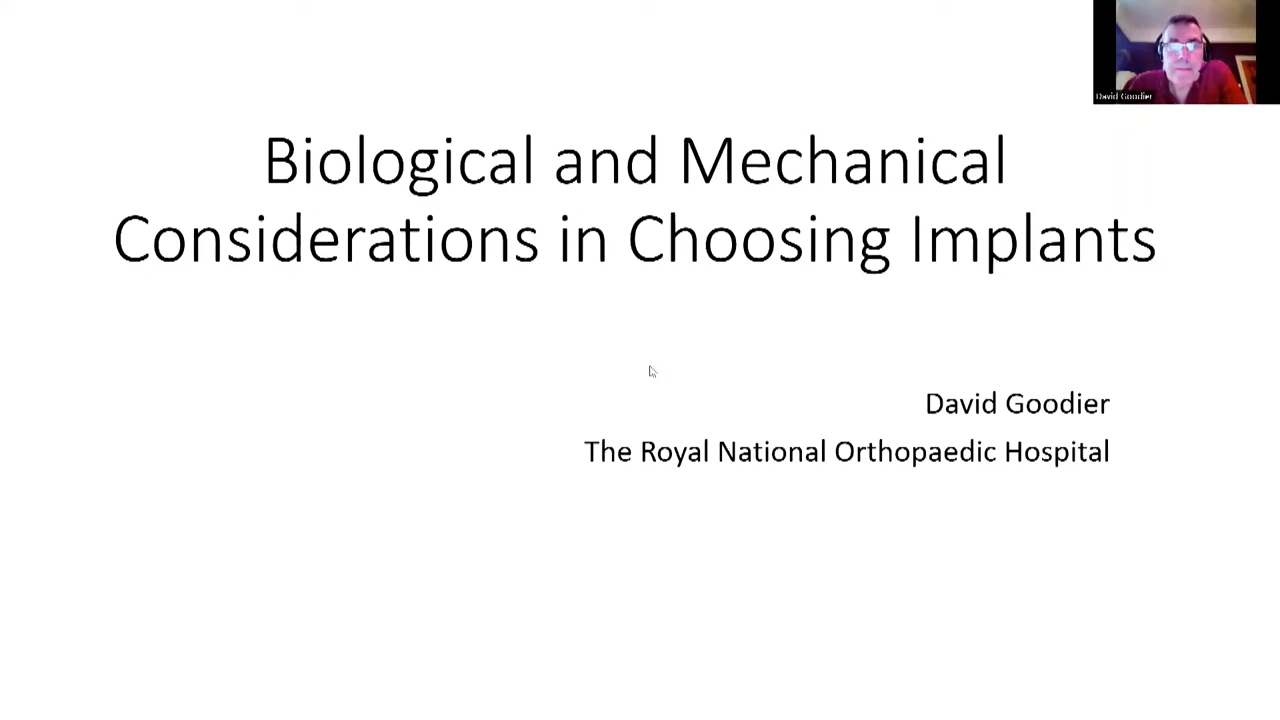 David Goodier
Biological and Mechanical
Considerations in Choosing Implants
David Goodier
The Royal National Orthopaedic Hospital